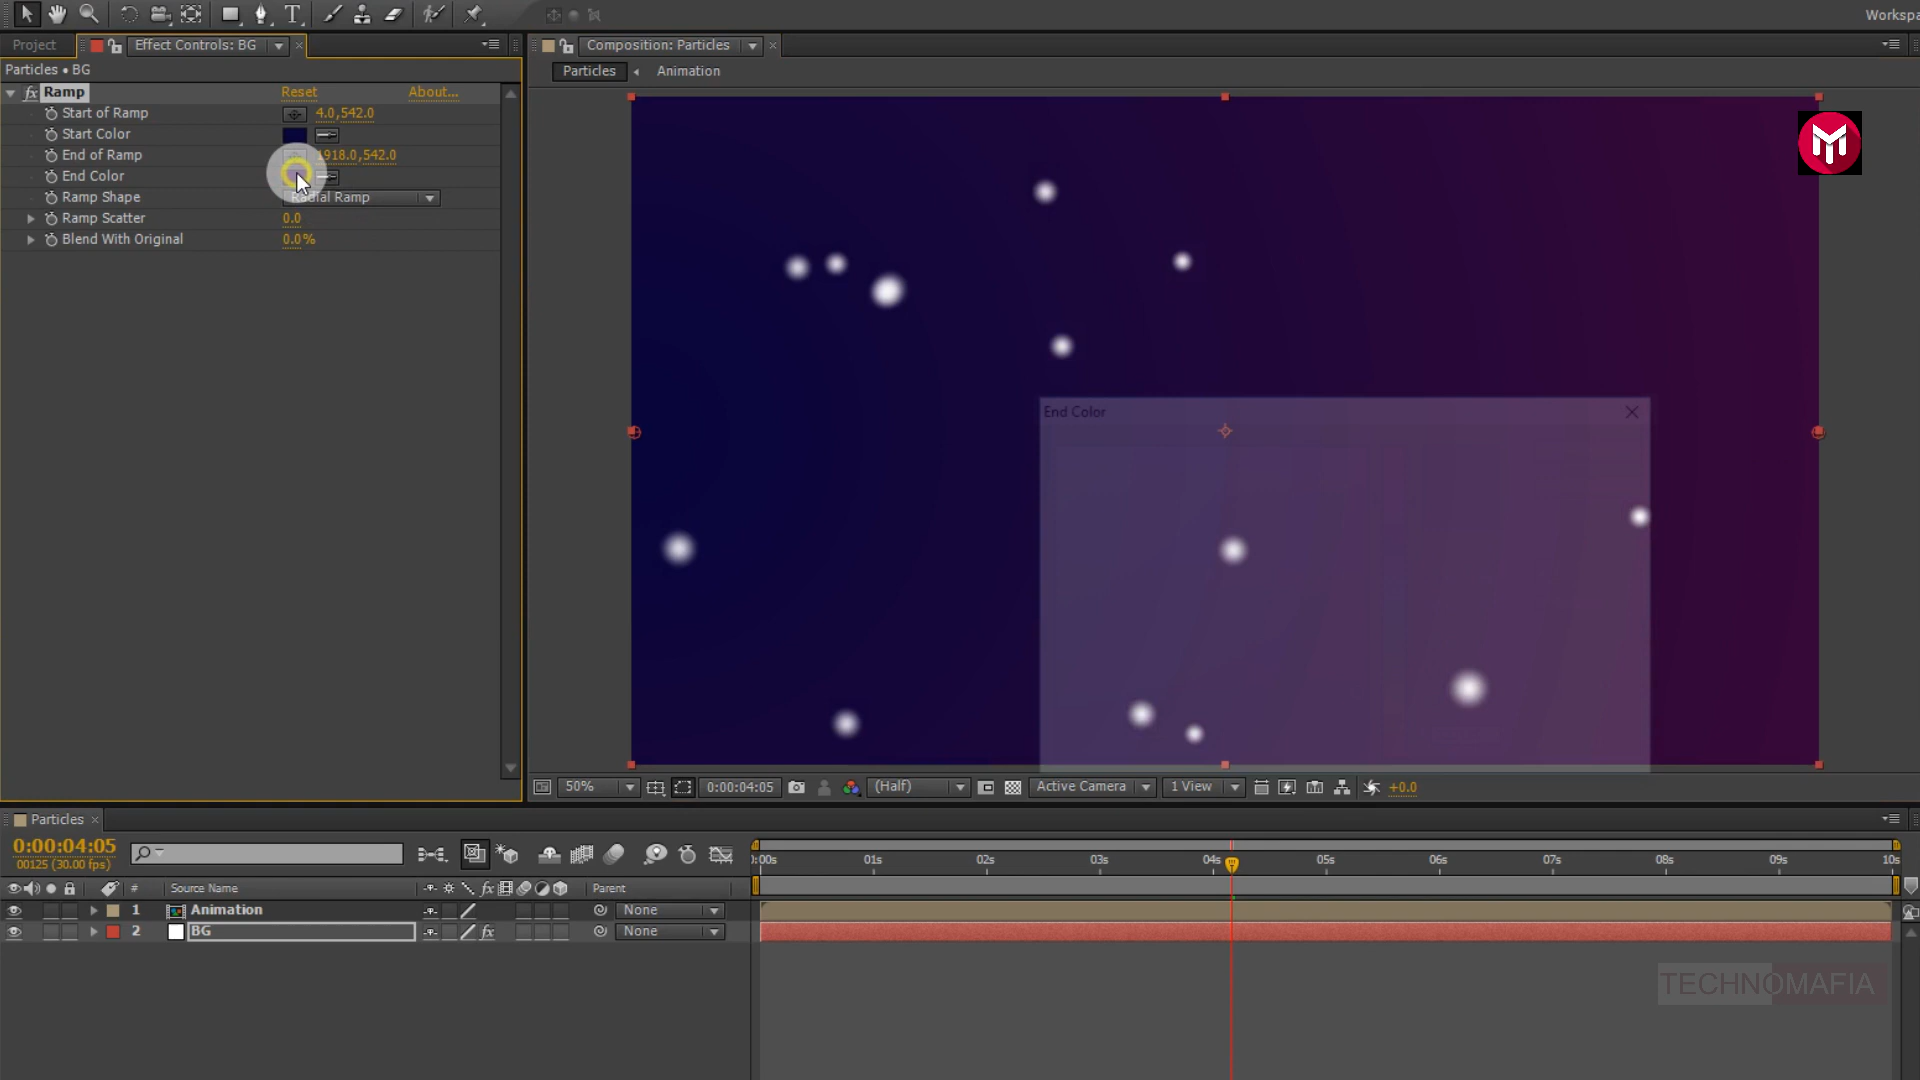 Workspa
Project
Effect Controls: BG
Composition: Particles
Particles • BG
Particles
Animation
fx Ramp Reset About...
Start of Ramp 4.0,542.0
Start Color
End of Ramp 1918.0,542.0
End Color
Ramp Shape Radial Ramp
Ramp Scatter 0.0
Blend With Original 0.0%
End Color
50%
0:00:04:05
(Half)
Active Camera
1 View
+0.0
Particles
0:00:04:05
00125 (30.00 fps)
0:00s 01s 02s 03s 04s 05s 06s 07s 08s 09s 10s
# Source Name fx Parent
1 Animation None
2 BG fx None
TECHNOMAFIA